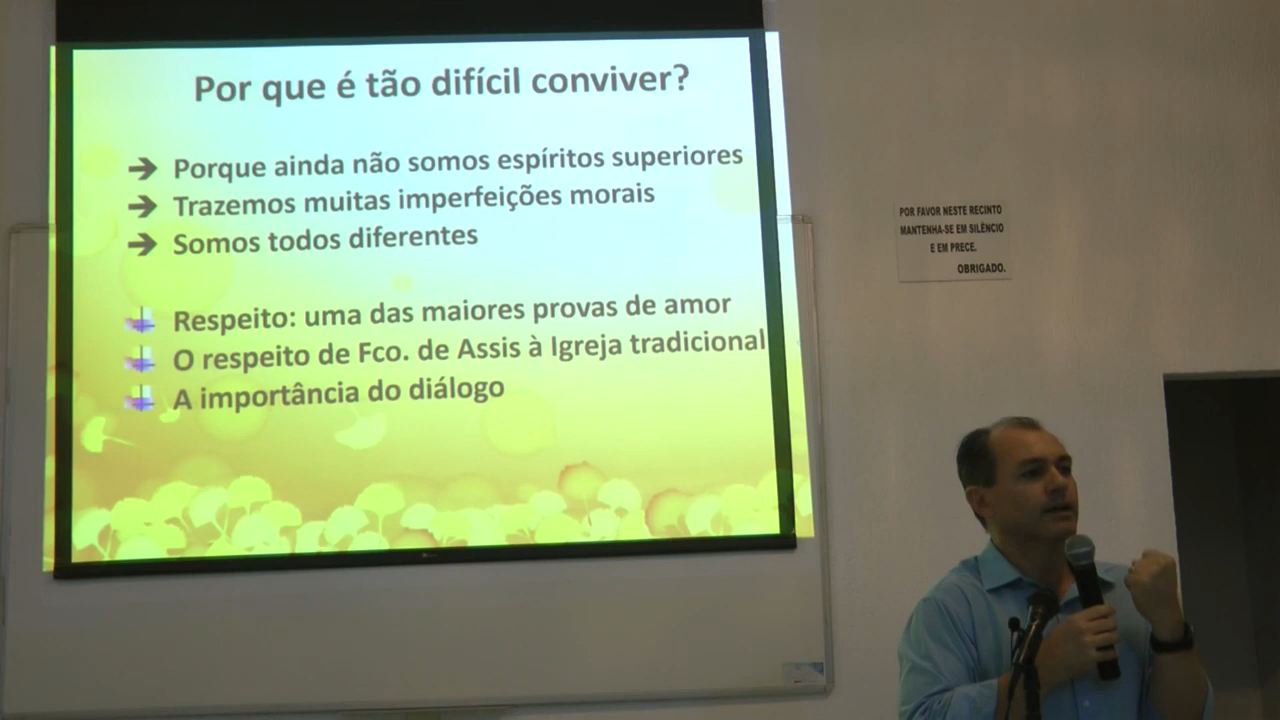 Por que é tão difícil conviver?
Porque ainda não somos espíritos superiores
Trazemos muitas imperfeições morais
Somos todos diferentes
Respeito: uma das maiores provas de amor
O respeito de Fco. de Assis à Igreja tradicional
A importância do diálogo
POR FAVOR NESTE RECINTO
MANTENHA-SE EM SILÊNCIO
E EM PRECE.
OBRIGADO.